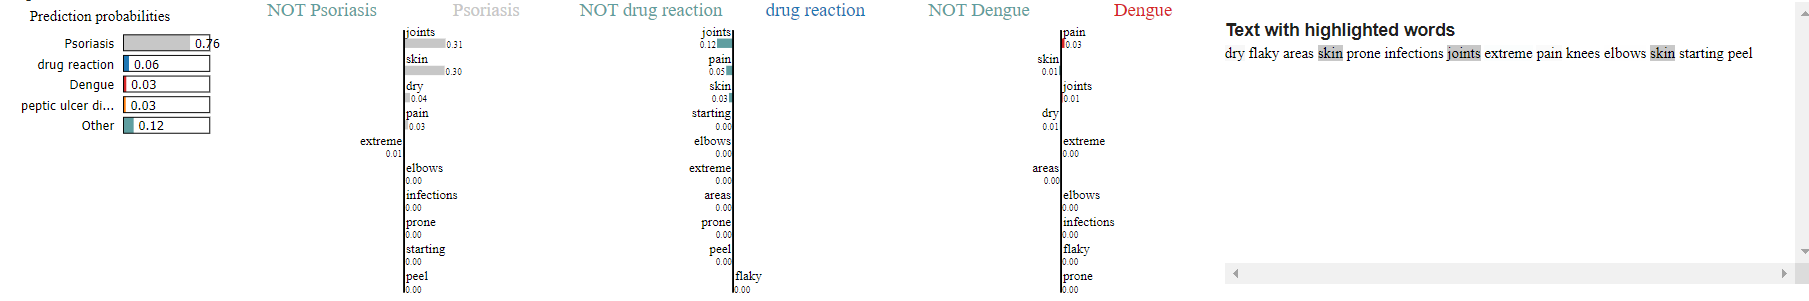 Prediction probabilities
Psoriasis 0.76
drug reaction 0.06
Dengue 0.03
peptic ulcer di... 0.03
Other 0.12
NOT Psoriasis Psoriasis
joints
0.31
skin
0.30
dry
0.04
pain
0.03
extreme
0.01
elbows
0.00
infections
0.00
prone
0.00
starting
0.00
peel
0.00
NOT drug reaction drug reaction
joints
0.12
pain
0.05
skin
0.03
starting
0.00
elbows
0.00
extreme
0.00
areas
0.00
prone
0.00
peel
0.00
flaky
0.00
NOT Dengue Dengue
pain
0.03
skin
0.01
joints
0.01
dry
0.01
extreme
0.00
areas
0.00
elbows
0.00
infections
0.00
flaky
0.00
prone
0.00
Text with highlighted words
dry flaky areas skin prone infections joints extreme pain knees elbows skin starting peel